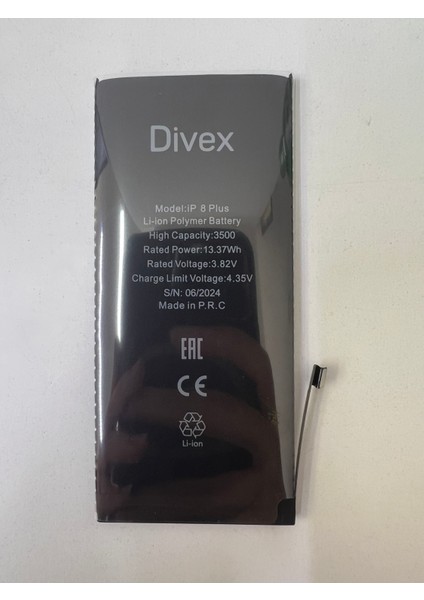 Divex
Model:iP 8 Plus
Li-ion Polymer Battery
High Capacity:3500
Rated Power:13.37Wh
Rated Voltage:3.82V
Charge Limit Voltage:4.35V
S/N: 06/2024
Made in P.R.C
EAC
CE
Li-ion